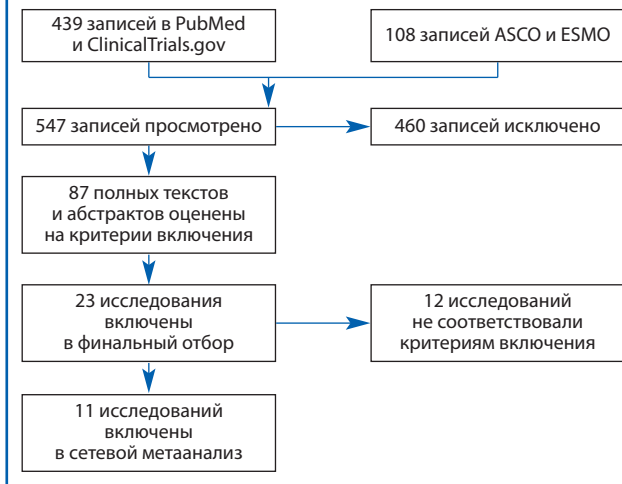 439 записей в PubMed
и ClinicalTrials.gov
108 записей ASCO и ESMO
547 записей просмотрено
460 записей исключено
87 полных текстов
и абстрактов оценены
на критерии включения
23 исследования
включены
в финальный отбор
12 исследований
не соответствовали
критериям включения
11 исследований
включены
в сетевой метаанализ